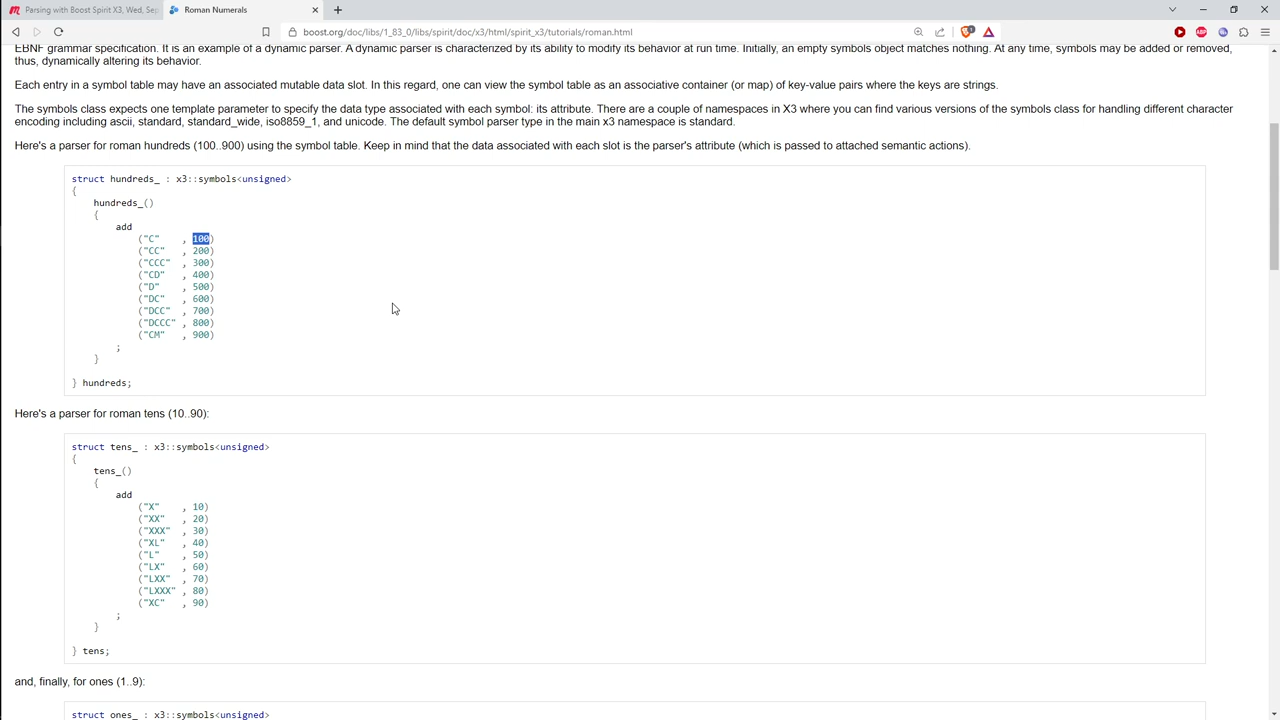 Parsing with Boost Spirit X3, Wed, Sep
Roman Numerals
boost.org/doc/libs/1_83_0/libs/spirit/doc/x3/html/spirit_x3/tutorials/roman.html
EBNF grammar specification. It is an example of a dynamic parser. A dynamic parser is characterized by its ability to modify its behavior at run time. Initially, an empty symbols object matches nothing. At any time, symbols may be added or removed,
thus, dynamically altering its behavior.
Each entry in a symbol table may have an associated mutable data slot. In this regard, one can view the symbol table as an associative container (or map) of key-value pairs where the keys are strings.
The symbols class expects one template parameter to specify the data type associated with each symbol: its attribute. There are a couple of namespaces in X3 where you can find various versions of the symbols class for handling different character
encoding including ascii, standard, standard_wide, iso8859_1, and unicode. The default symbol parser type in the main x3 namespace is standard.
Here's a parser for roman hundreds (100..900) using the symbol table. Keep in mind that the data associated with each slot is the parser's attribute (which is passed to attached semantic actions).
struct hundreds_ : x3::symbols<unsigned>
{
hundreds_()
{
add
("C" , 100)
("CC" , 200)
("CCC" , 300)
("CD" , 400)
("D" , 500)
("DC" , 600)
("DCC" , 700)
("DCCC" , 800)
("CM" , 900)
;
}
} hundreds;
Here's a parser for roman tens (10..90):
struct tens_ : x3::symbols<unsigned>
{
tens_()
{
add
("X" , 10)
("XX" , 20)
("XXX" , 30)
("XL" , 40)
("L" , 50)
("LX" , 60)
("LXX" , 70)
("LXXX" , 80)
("XC" , 90)
;
}
} tens;
and, finally, for ones (1..9):
struct ones_ : x3::symbols<unsigned>